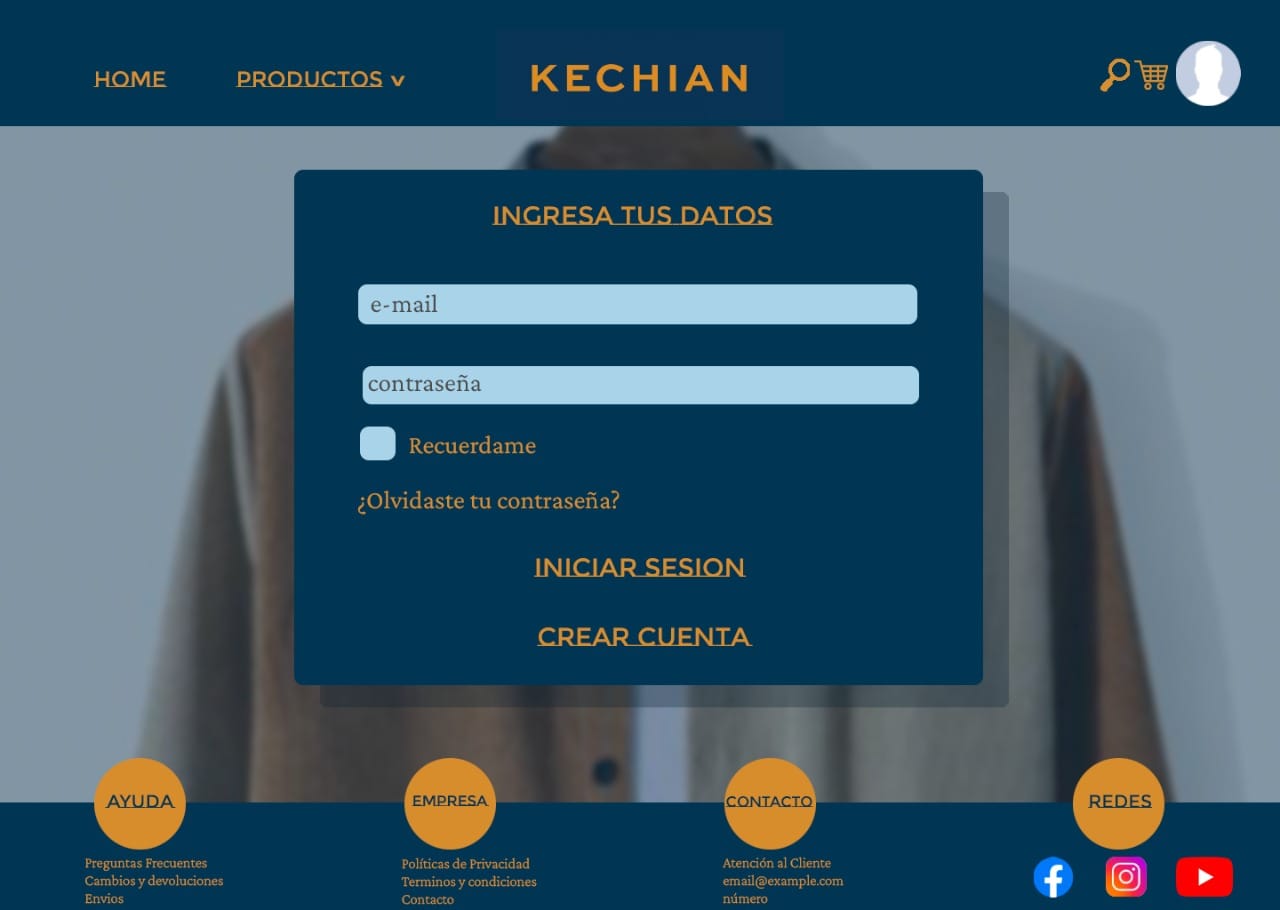 HOME
PRODUCTOS
KECHIAN
INGRESA TUS DATOS
e-mail
contraseña
Recuerdame
¿Olvidaste tu contraseña?
INICIAR SESION
CREAR CUENTA
AYUDA
Preguntas Frecuentes
Cambios y devoluciones
Envios
EMPRESA
Políticas de Privacidad
Terminos y condiciones
Contacto
CONTACTO
Atención al Cliente
email@example.com
número
REDES